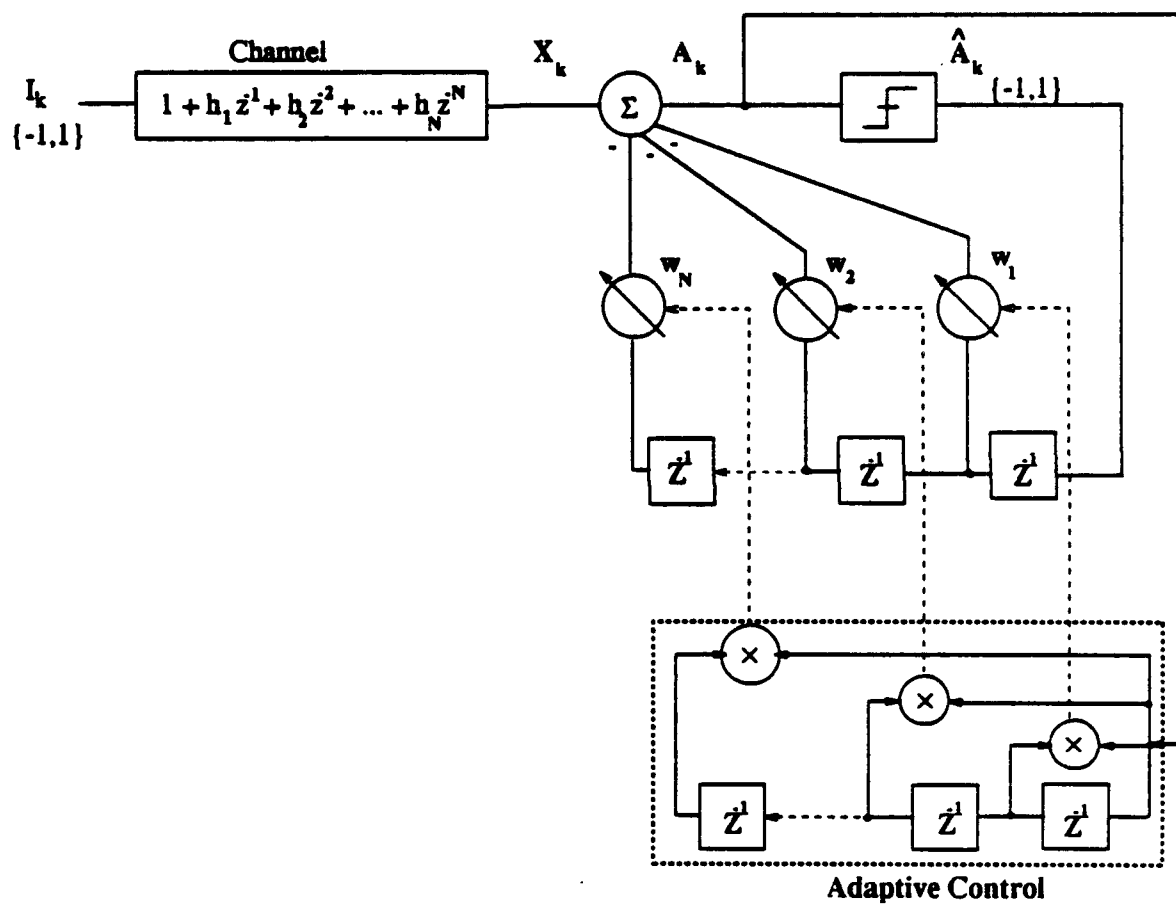 Channel
I_k
{-1,1}
1 + h_1 z^-1 + h_2 z^-2 + ... + h_N z^-N
X_k
Σ
A_k
Â_k
{-1,1}
- - -
w_N
w_2
w_1
Z^-1
Z^-1
Z^-1
×
×
×
Z^-1
Z^-1
Z^-1
Adaptive Control